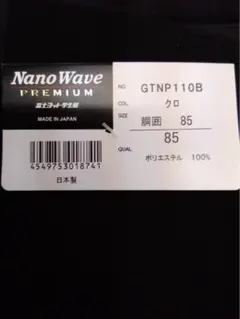 NanoWave
PREMIUM
富士ヨット学生服
MADE IN JAPAN
4549753018741
日本製
NO. GTNP110B
COL. クロ
SIZE 胴囲 85
85
QUAL. ポリエステル 100%